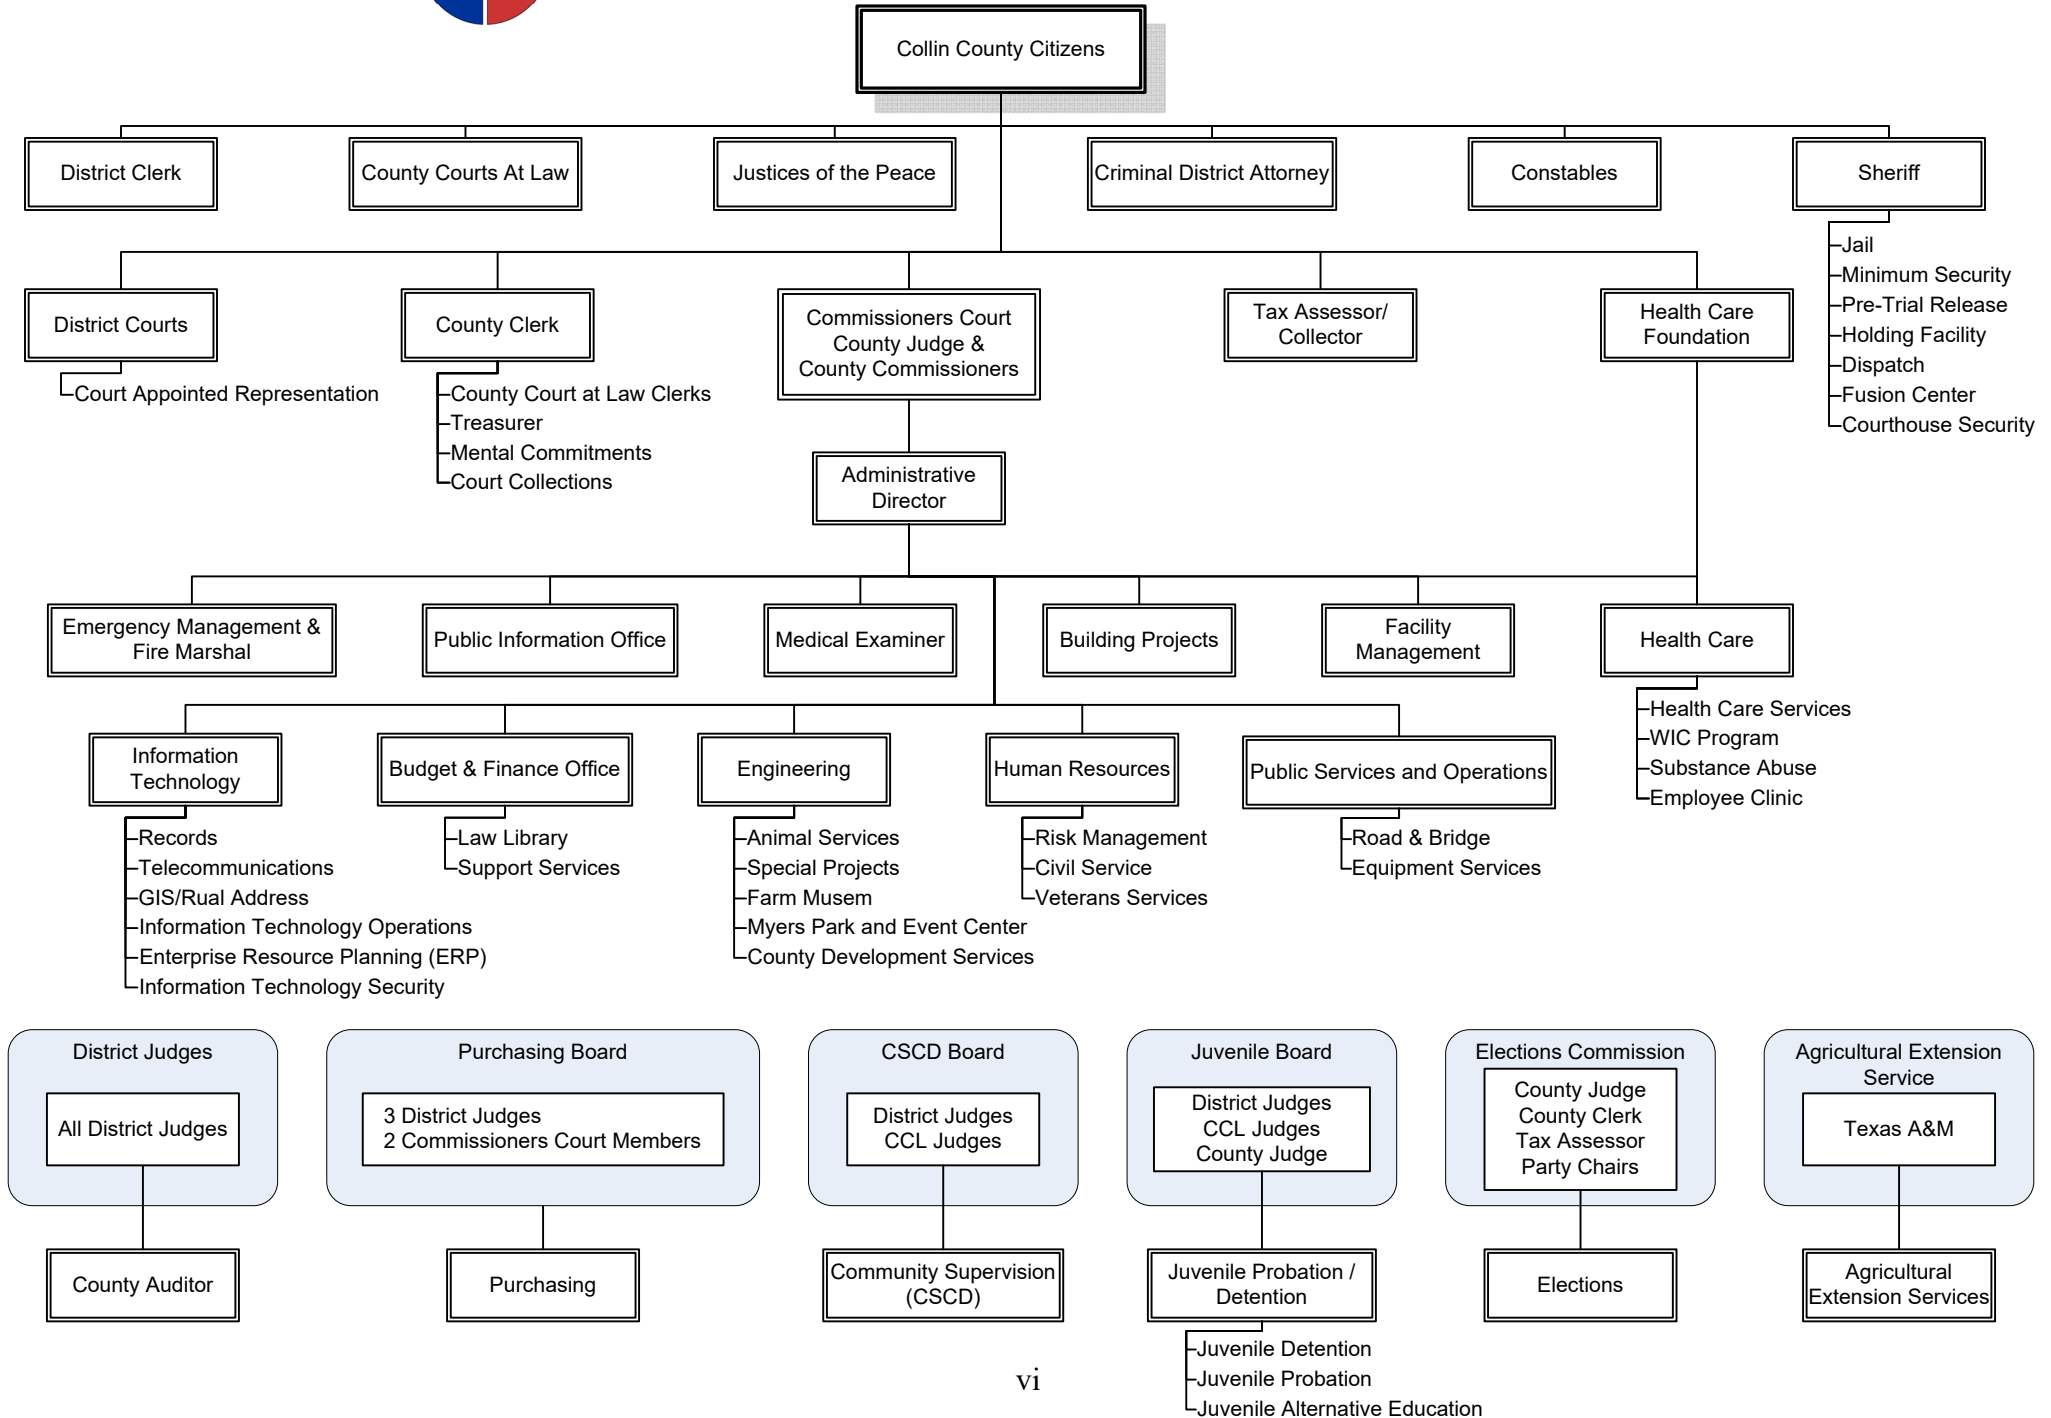 Collin County Citizens
District Clerk
County Courts At Law
Justices of the Peace
Criminal District Attorney
Constables
Sheriff
Jail
Minimum Security
Pre-Trial Release
Holding Facility
Dispatch
Fusion Center
Courthouse Security
District Courts
Court Appointed Representation
County Clerk
County Court at Law Clerks
Treasurer
Mental Commitments
Court Collections
Commissioners Court
County Judge &
County Commissioners
Tax Assessor/
Collector
Health Care
Foundation
Administrative
Director
Emergency Management &
Fire Marshal
Public Information Office
Medical Examiner
Building Projects
Facility
Management
Health Care
Health Care Services
WIC Program
Substance Abuse
Employee Clinic
Information
Technology
Records
Telecommunications
GIS/Rual Address
Information Technology Operations
Enterprise Resource Planning (ERP)
Information Technology Security
Budget & Finance Office
Law Library
Support Services
Engineering
Animal Services
Special Projects
Farm Musem
Myers Park and Event Center
County Development Services
Human Resources
Risk Management
Civil Service
Veterans Services
Public Services and Operations
Road & Bridge
Equipment Services
District Judges
All District Judges
County Auditor
Purchasing Board
3 District Judges
2 Commissioners Court Members
Purchasing
CSCD Board
District Judges
CCL Judges
Community Supervision
(CSCD)
Juvenile Board
District Judges
CCL Judges
County Judge
Juvenile Probation /
Detention
Juvenile Detention
Juvenile Probation
Juvenile Alternative Education
Elections Commission
County Judge
County Clerk
Tax Assessor
Party Chairs
Elections
Agricultural Extension
Service
Texas A&M
Agricultural
Extension Services
vi